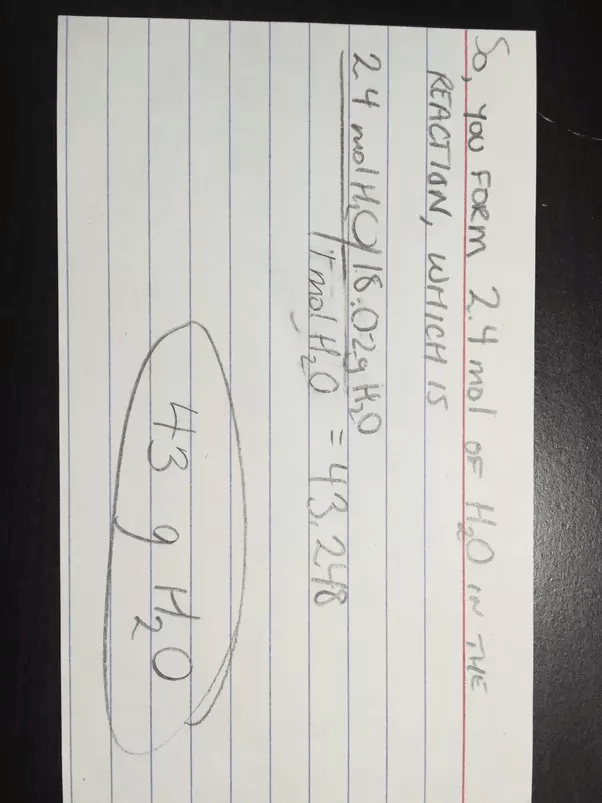 So, YOU FORM 2.4 mol OF H₂O IN THE
REACTION, WHICH IS
2.4 mol H₂O | 18.02 g H₂O
1 mol H₂O = 43.248
43 g H₂O